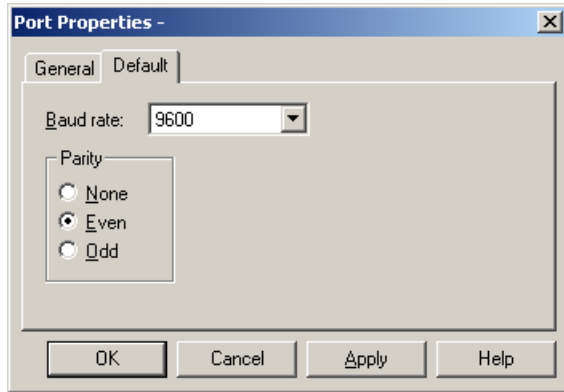 Port Properties -
General Default
Baud rate: 9600
Parity
None
Even
Odd
OK Cancel Apply Help